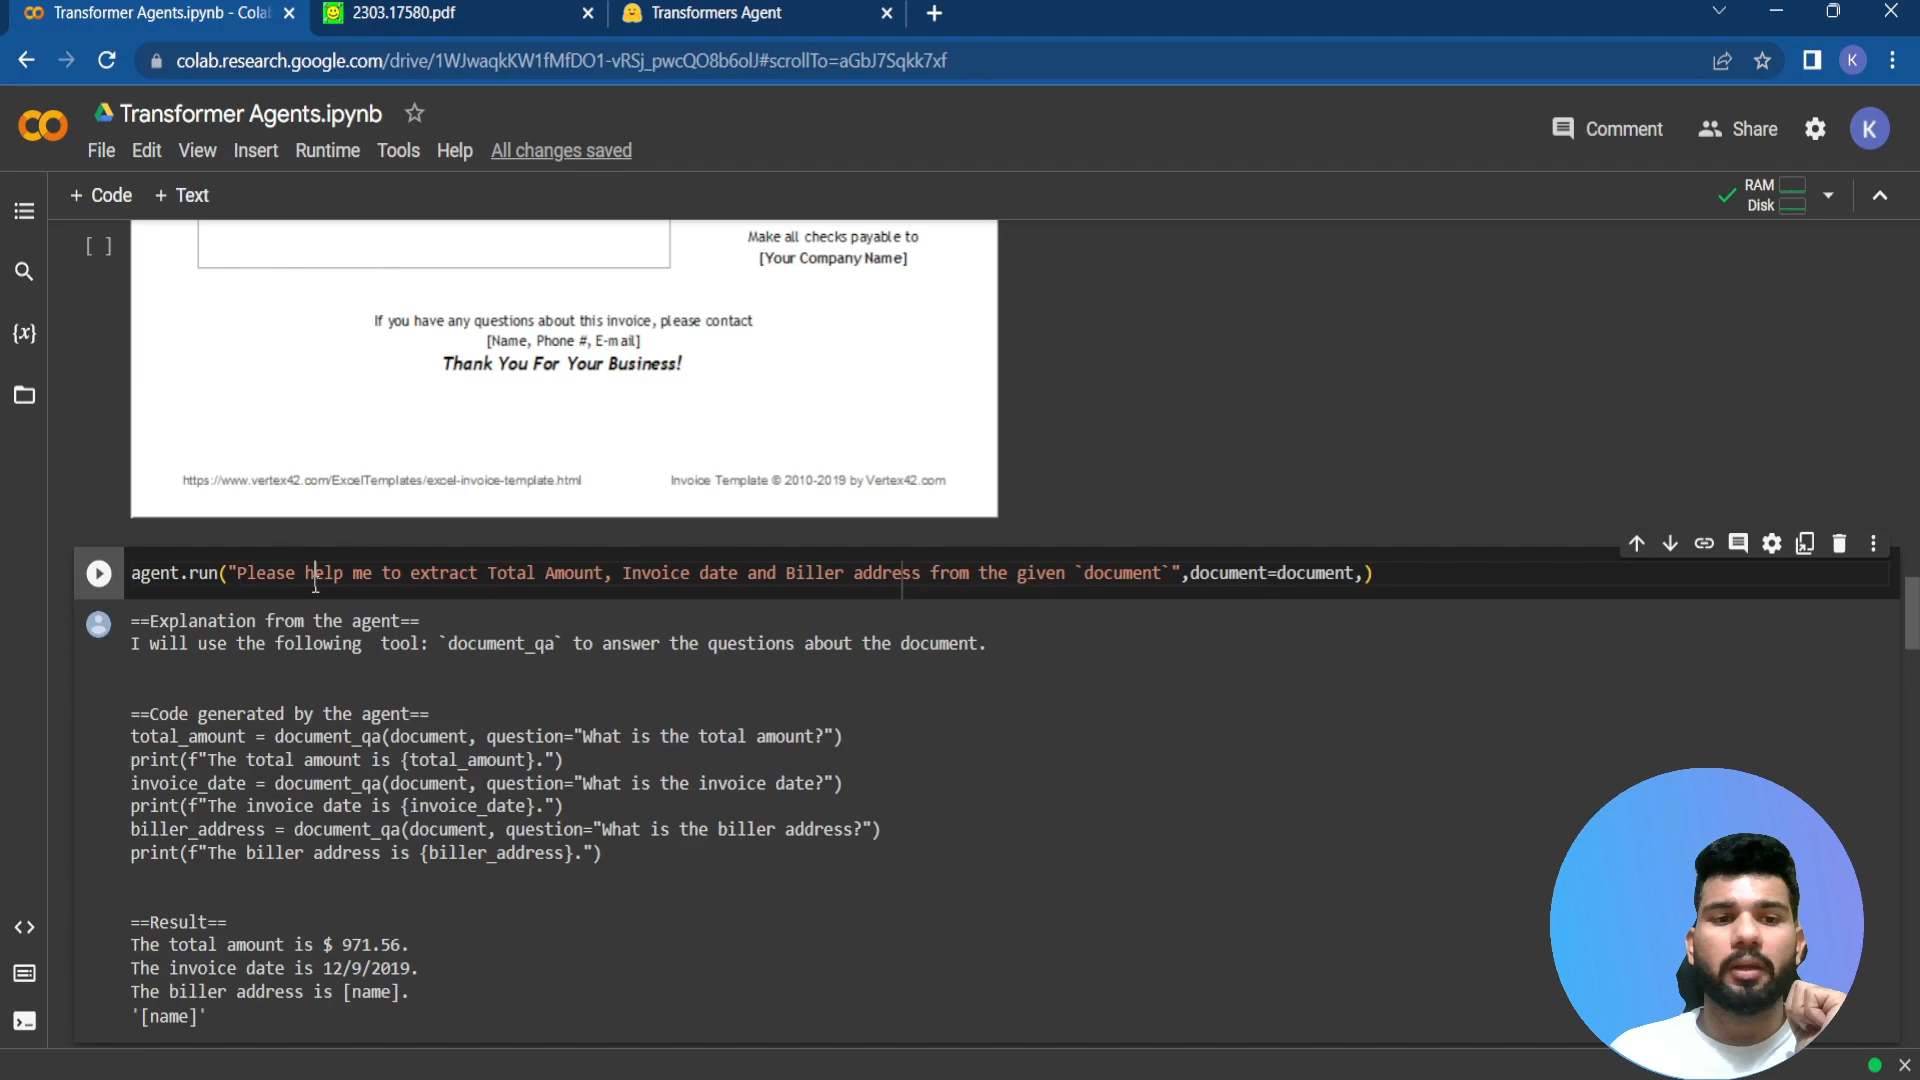 Transformer Agents.ipynb - Cola
2303.17580.pdf
Transformers Agent
colab.research.google.com/drive/1WJwaqkKW1fMfDO1-vRSj_pwcQO8b6olJ#scrollTo=aGbJ7Sqkk7xf
K
Transformer Agents.ipynb
Comment
Share
K
File Edit View Insert Runtime Tools Help All changes saved
+ Code + Text
RAM
Disk
[ ]
{x}
Make all checks payable to
[Your Company Name]
If you have any questions about this invoice, please contact
[Name, Phone #, E-mail]
Thank You For Your Business!
https://www.vertex42.com/ExcelTemplates/excel-invoice-template.html
Invoice Template © 2010-2019 by Vertex42.com
agent.run("Please help me to extract Total Amount, Invoice date and Biller address from the given `document`",document=document,)
==Explanation from the agent==
I will use the following  tool: `document_qa` to answer the questions about the document.
==Code generated by the agent==
total_amount = document_qa(document, question="What is the total amount?")
print(f"The total amount is {total_amount}.")
invoice_date = document_qa(document, question="What is the invoice date?")
print(f"The invoice date is {invoice_date}.")
biller_address = document_qa(document, question="What is the biller address?")
print(f"The biller address is {biller_address}.")
==Result==
The total amount is $ 971.56.
The invoice date is 12/9/2019.
The biller address is [name].
'[name]'